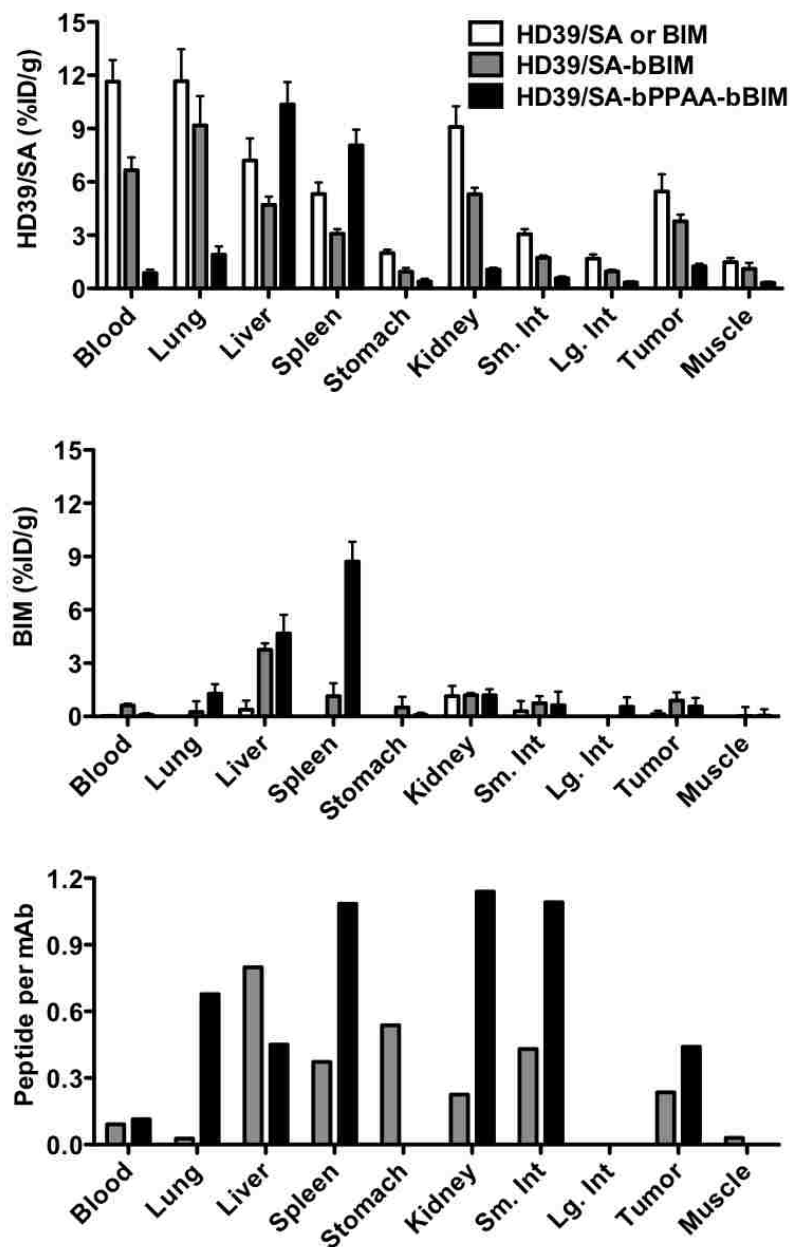 HD39/SA (%ID/g)
15
12
9
6
3
0
HD39/SA or BIM
HD39/SA-bBIM
HD39/SA-bPPAA-bBIM
Blood
Lung
Liver
Spleen
Stomach
Kidney
Sm. Int
Lg. Int
Tumor
Muscle
BIM (%ID/g)
15
12
9
6
3
0
Blood
Lung
Liver
Spleen
Stomach
Kidney
Sm. Int
Lg. Int
Tumor
Muscle
Peptide per mAb
1.2
0.9
0.6
0.3
0.0
Blood
Lung
Liver
Spleen
Stomach
Kidney
Sm. Int
Lg. Int
Tumor
Muscle